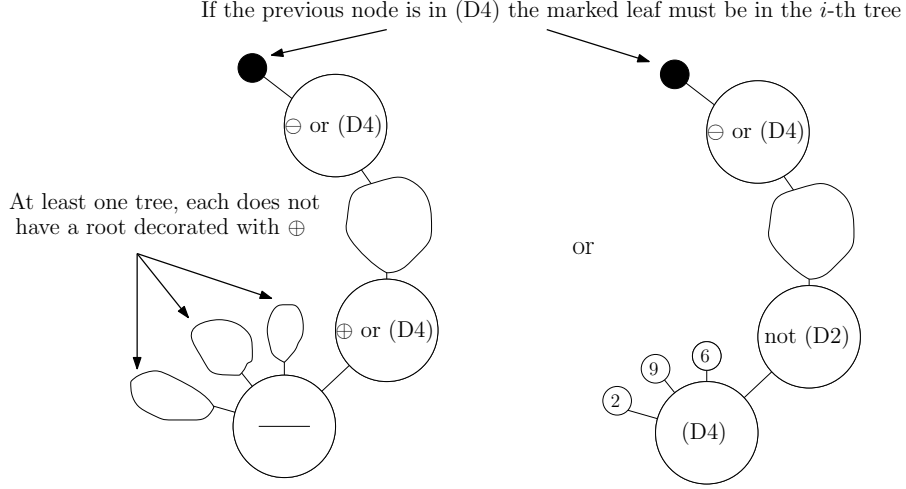 If the previous node is in (D4) the marked leaf must be in the i-th tree
⊖ or (D4)
⊖ or (D4)
At least one tree, each does not
have a root decorated with ⊕
or
⊕ or (D4)
not (D2)
6
9
2
(D4)